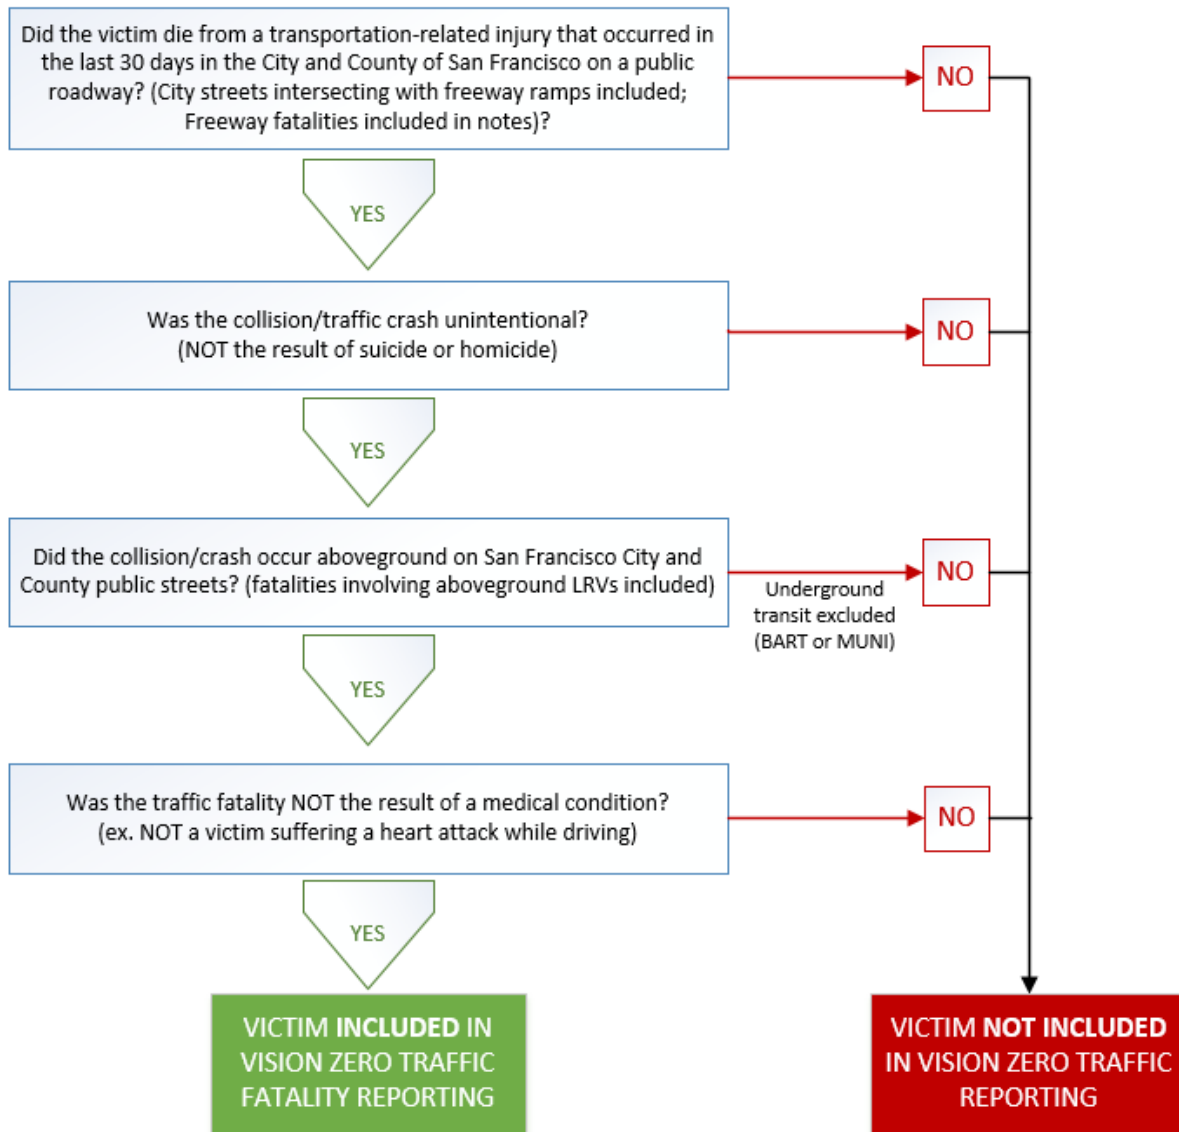 Did the victim die from a transportation-related injury that occurred in
the last 30 days in the City and County of San Francisco on a public
roadway? (City streets intersecting with freeway ramps included;
Freeway fatalities included in notes)?
NO
YES
Was the collision/traffic crash unintentional?
(NOT the result of suicide or homicide)
NO
YES
Did the collision/crash occur aboveground on San Francisco City and
County public streets? (fatalities involving aboveground LRVs included)
NO
Underground
transit excluded
(BART or MUNI)
YES
Was the traffic fatality NOT the result of a medical condition?
(ex. NOT a victim suffering a heart attack while driving)
NO
YES
VICTIM INCLUDED IN
VISION ZERO TRAFFIC
FATALITY REPORTING
VICTIM NOT INCLUDED
IN VISION ZERO TRAFFIC
REPORTING